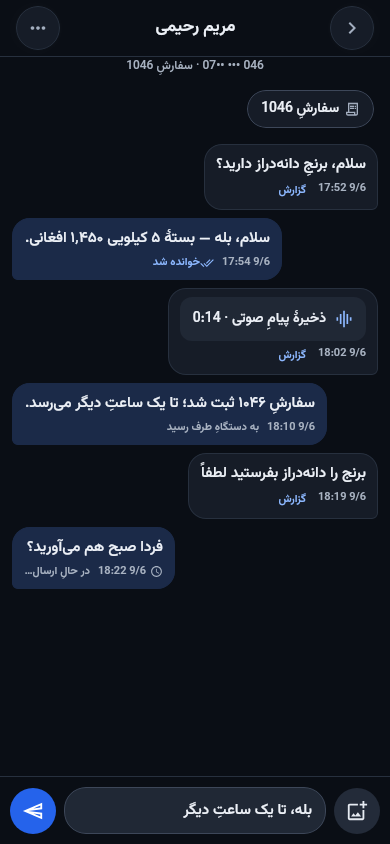 مریم رحیمی
046 ••• ••07 · سفارشِ 1046
سفارشِ 1046
سلام، برنجِ دانه‌دراز دارید؟
17:52 9/6 گزارش
سلام، بله — بستهٔ ۵ کیلویی ۱٬۴۵۰ افغانی.
17:54 9/6 خوانده شد
ذخیرهٔ پیامِ صوتی · 0:14
18:02 9/6 گزارش
سفارشِ ۱۰۴۶ ثبت شد؛ تا یک ساعتِ دیگر می‌رسد.
18:10 9/6 به دستگاهِ طرف رسید
برنج را دانه‌دراز بفرستید لطفاً
18:19 9/6 گزارش
فردا صبح هم می‌آورید؟
18:22 9/6 در حالِ ارسال…
بله، تا یک ساعتِ دیگر